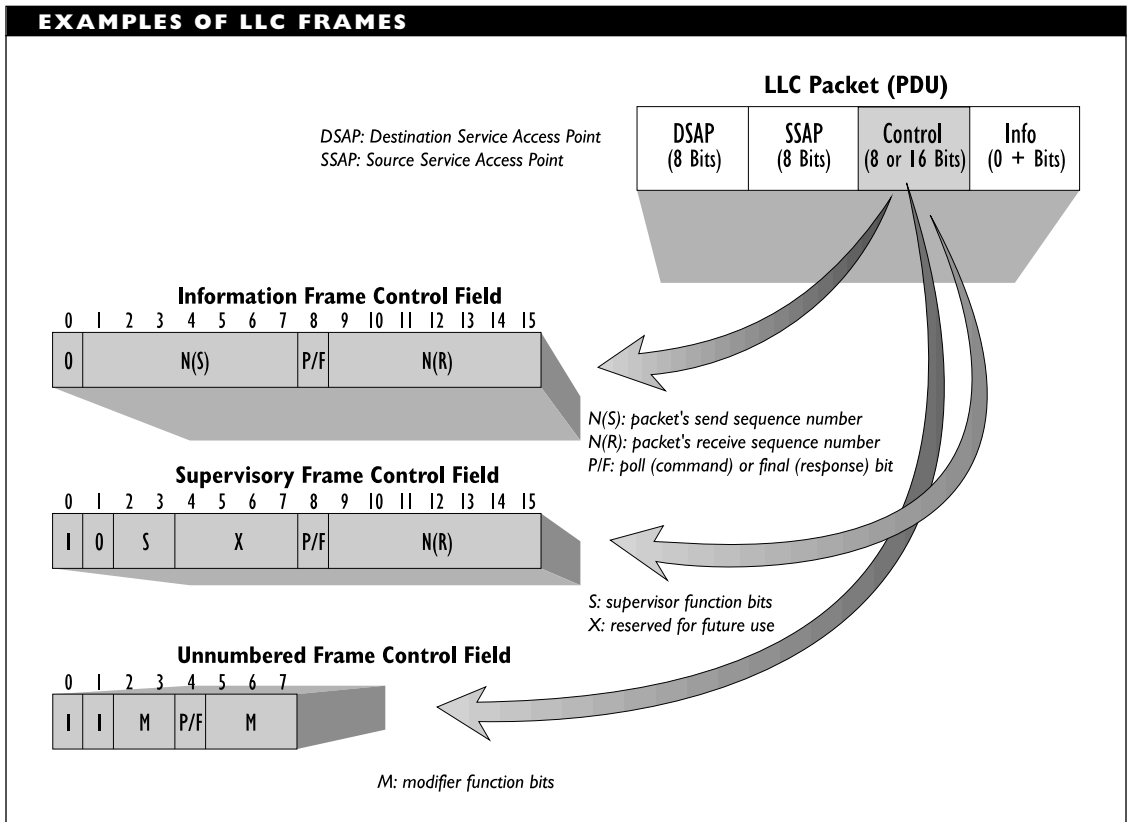 EXAMPLES OF LLC FRAMES
LLC Packet (PDU)
DSAP: Destination Service Access Point
SSAP: Source Service Access Point
DSAP (8 Bits)
SSAP (8 Bits)
Control (8 or 16 Bits)
Info (0 + Bits)
Information Frame Control Field
0 1 2 3 4 5 6 7 8 9 10 11 12 13 14 15
0 N(S) P/F N(R)
N(S): packet's send sequence number
N(R): packet's receive sequence number
P/F: poll (command) or final (response) bit
Supervisory Frame Control Field
0 1 2 3 4 5 6 7 8 9 10 11 12 13 14 15
1 0 S X P/F N(R)
S: supervisor function bits
X: reserved for future use
Unnumbered Frame Control Field
0 1 2 3 4 5 6 7
1 1 M P/F M
M: modifier function bits